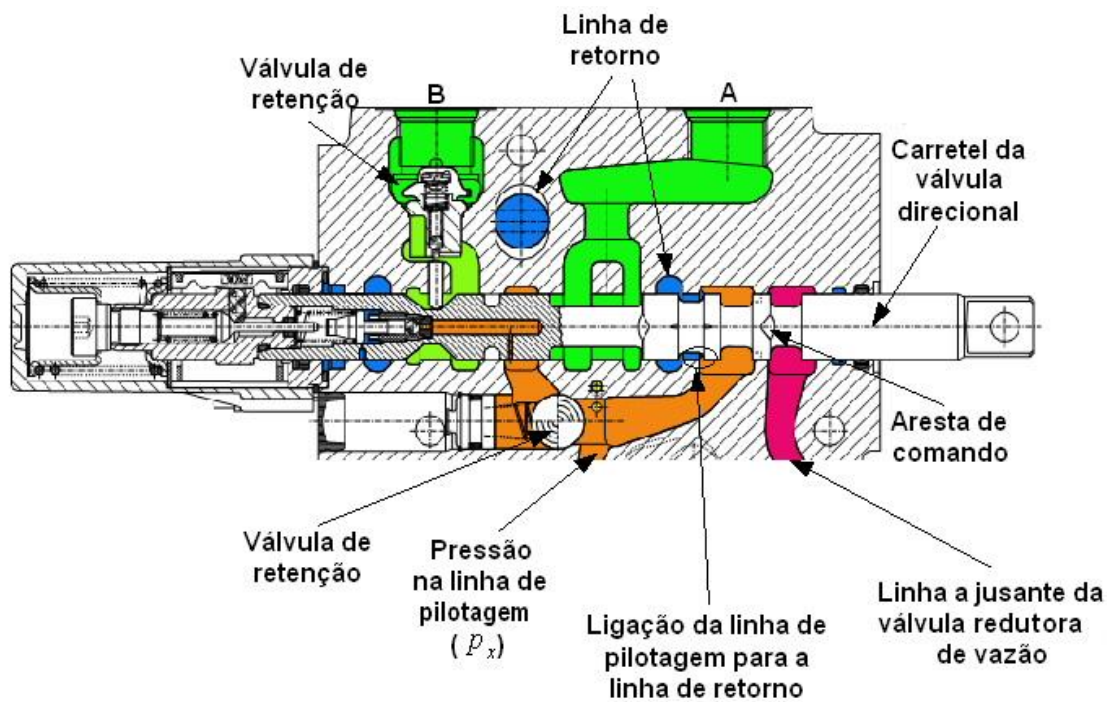 Linha de
retorno
Válvula de
retenção
B
A
Carretel da
válvula
direcional
Aresta de
comando
Válvula de
retenção
Pressão
na linha de
pilotagem
( p x )
Ligação da linha de
pilotagem para a
linha de retorno
Linha a jusante da
válvula redutora
de vazão